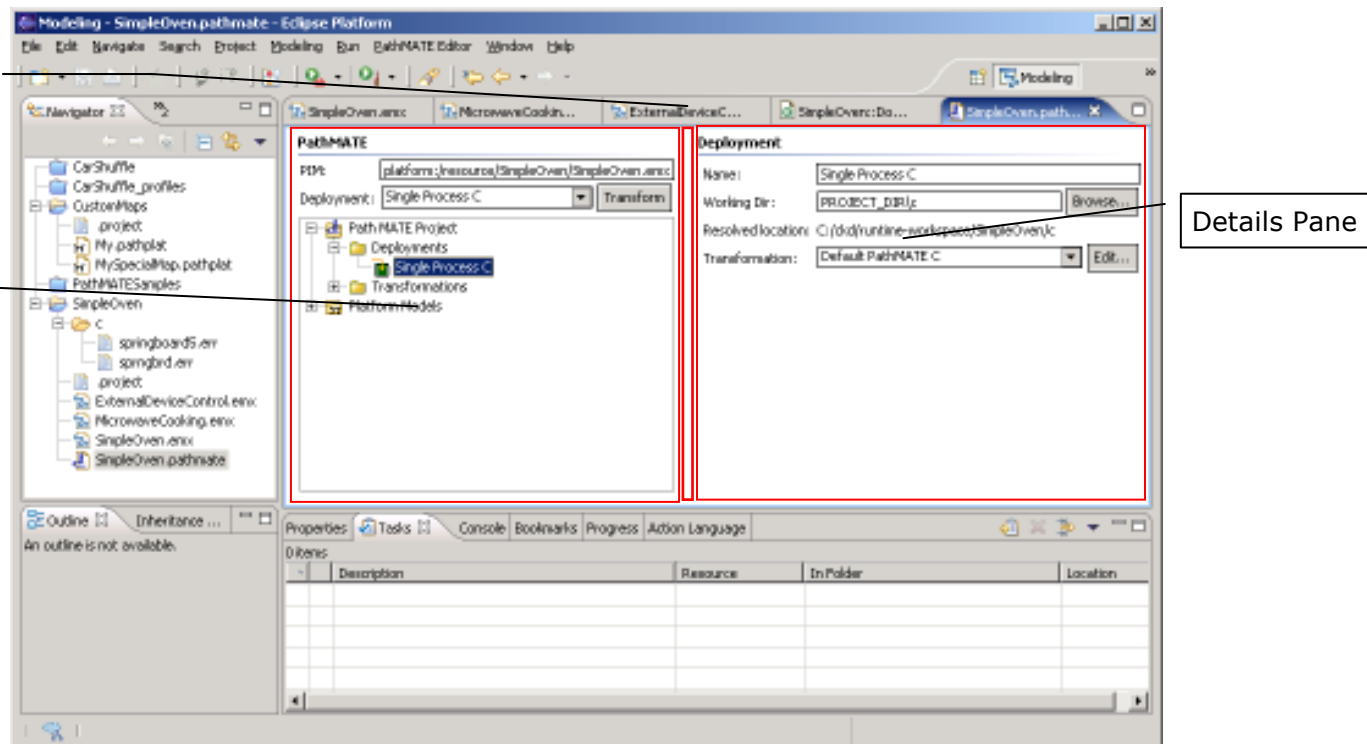 Modeling - SimpleOven.pathmate - Eclipse Platform
File Edit Navigate Search Project Modeling Run PathMATE Editor Window Help
Modeling
Navigator
SimpleOven.emx
MicrowaveCookin...
ExternalDeviceC...
SimpleOven::Do...
SimpleOven.path...
CarShuffle
CarShuffle_profiles
CustomMaps
.project
My.pathplat
MySpecialMap.pathplat
PathMATESamples
SimpleOven
c
springboard5.err
springbrd.err
.project
ExternalDeviceControl.emx
MicrowaveCooking.emx
SimpleOven.emx
SimpleOven.pathmate
PathMATE
PIM: platform:/resource/SimpleOven/SimpleOven.emx
Deployment: Single Process C Transform
PathMATE Project
Deployments
Single Process C
Transformations
Platform Models
Deployment
Name: Single Process C
Working Dir: PROJECT_DIR\c Browse...
Resolved location:
Transformation: Default PathMATE C Edit...
Details Pane
Outline Inheritance ...
An outline is not available.
Properties Tasks Console Bookmarks Progress Action Language
0 items
Description Resource In Folder Location